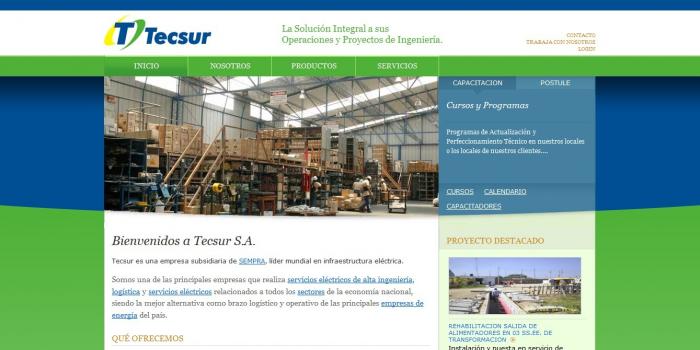 Tecsur
La Solución Integral a sus
Operaciones y Proyectos de Ingeniería.
CONTACTO
TRABAJA CON NOSOTROS
LOGIN
INICIO
NOSOTROS
PRODUCTOS
SERVICIOS
CAPACITACION
POSTULE
Cursos y Programas
Programas de Actualización y
Perfeccionamiento Técnico en nuestros locales
o los locales de nuestros clientes....
CURSOS
CALENDARIO
CAPACITADORES
Bienvenidos a Tecsur S.A.
Tecsur es una empresa subsidiaria de SEMPRA, líder mundial en infraestructura eléctrica.
Somos una de las principales empresas que realiza servicios eléctricos de alta ingeniería,
logística y servicios eléctricos relacionados a todos los sectores de la economía nacional,
siendo la mejor alternativa como brazo logístico y operativo de las principales empresas de
energía del país.
QUÉ OFRECEMOS
PROYECTO DESTACADO
REHABILITACION SALIDA DE
ALIMENTADORES EN 03 SS.EE. DE
TRANSFORMACION
Instalación y puesta en servicio de